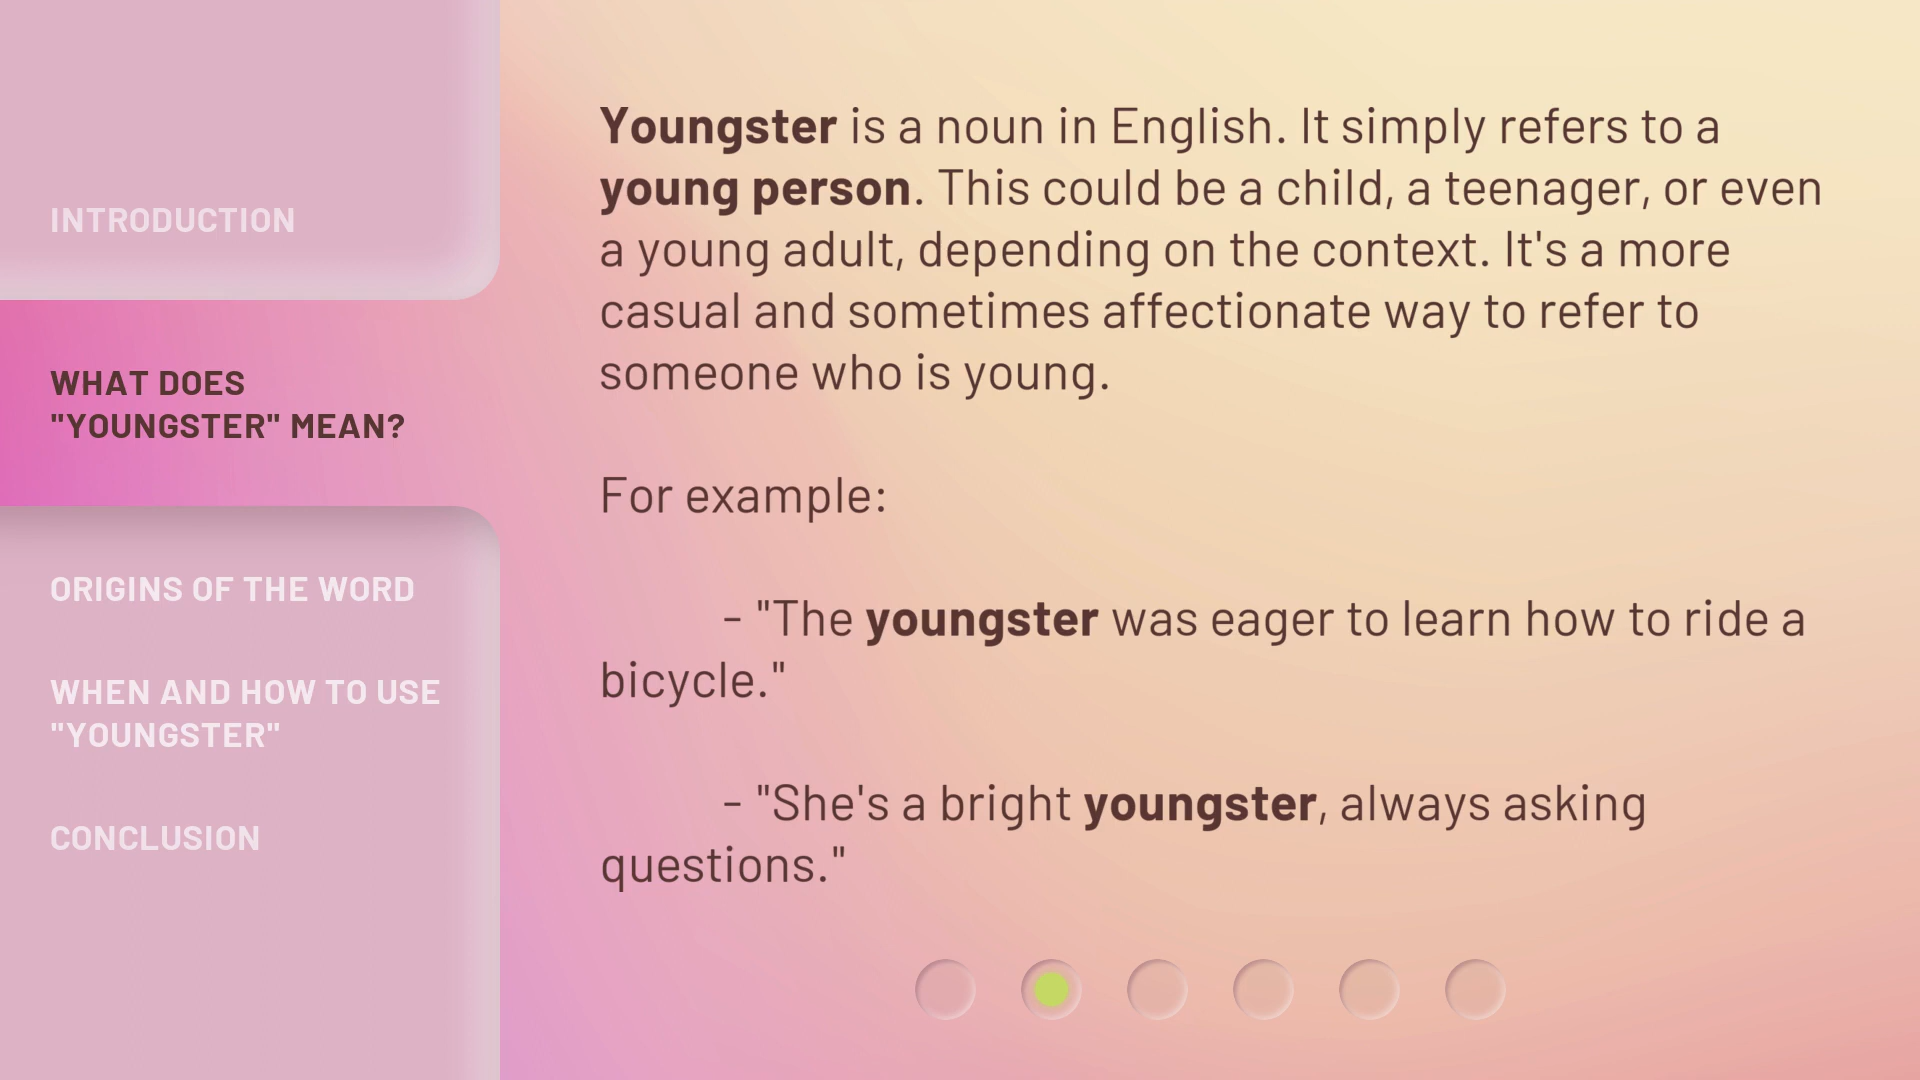 INTRODUCTION
WHAT DOES
"YOUNGSTER" MEAN?
ORIGINS OF THE WORD
WHEN AND HOW TO USE
"YOUNGSTER"
CONCLUSION
Youngster is a noun in English. It simply refers to a
young person. This could be a child, a teenager, or even
a young adult, depending on the context. It's a more
casual and sometimes affectionate way to refer to
someone who is young.
For example:
- "The youngster was eager to learn how to ride a
bicycle."
- "She's a bright youngster, always asking
questions."